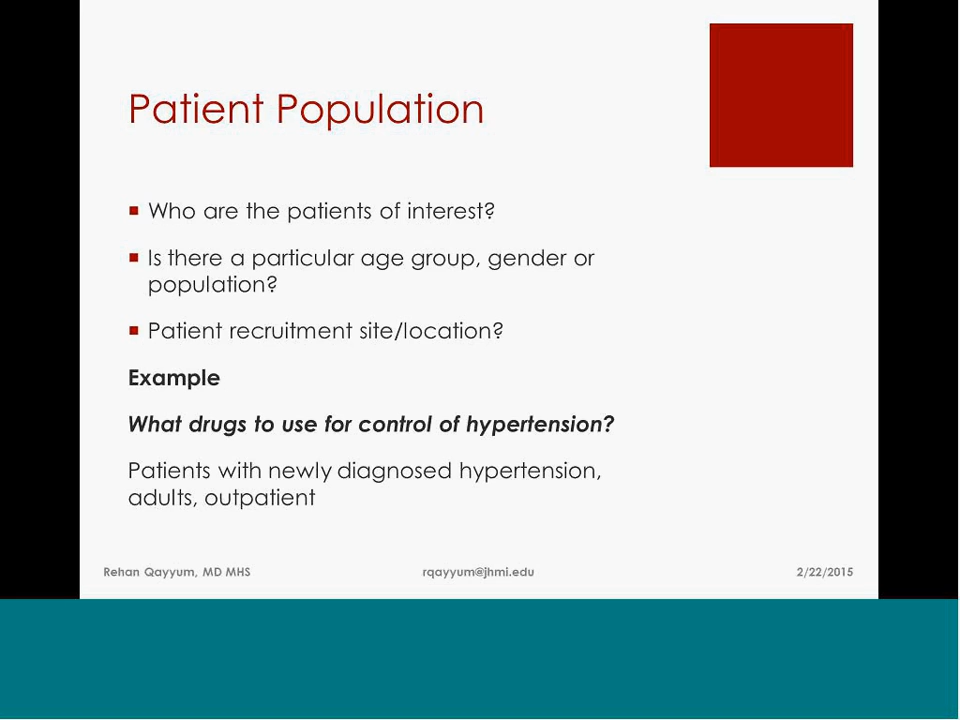 Patient Population
Who are the patients of interest?
Is there a particular age group, gender or
population?
Patient recruitment site/location?
Example
What drugs to use for control of hypertension?
Patients with newly diagnosed hypertension,
adults, outpatient
Rehan Qayyum, MD MHS rqayyum@jhmi.edu 2/22/2015